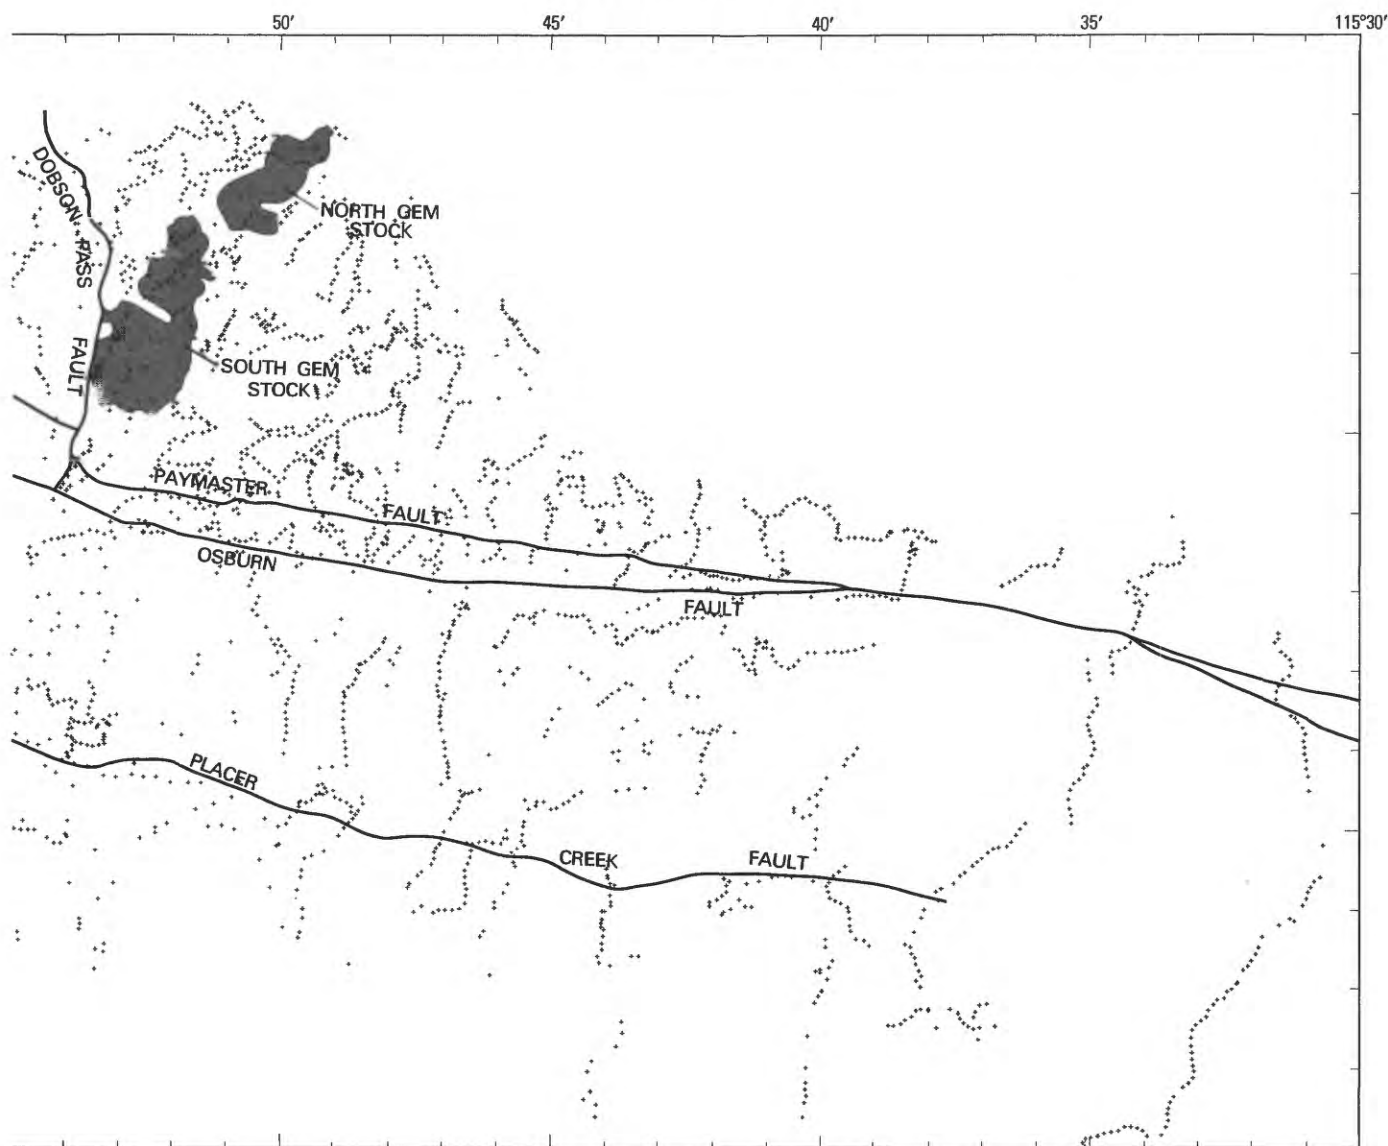 50′ 45′ 40′ 35′ 115°30′
DOBSON PASS FAULT
NORTH GEM
STOCK
SOUTH GEM
STOCK
PAYMASTER FAULT
OSBURN FAULT
PLACER CREEK FAULT